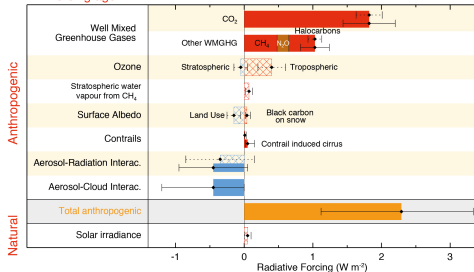 Well Mixed
Greenhouse Gases
CO₂
Halocarbons
Other WMGHG
CH₄
N₂O
Ozone
Stratospheric
Tropospheric
Stratospheric water
vapour from CH₄
Surface Albedo
Land Use
Black carbon
on snow
Contrails
Contrail induced cirrus
Aerosol-Radiation Interac.
Aerosol-Cloud Interac.
Total anthropogenic
Solar irradiance
Anthropogenic
Natural
-1 0 1 2 3
Radiative Forcing (W m⁻²)